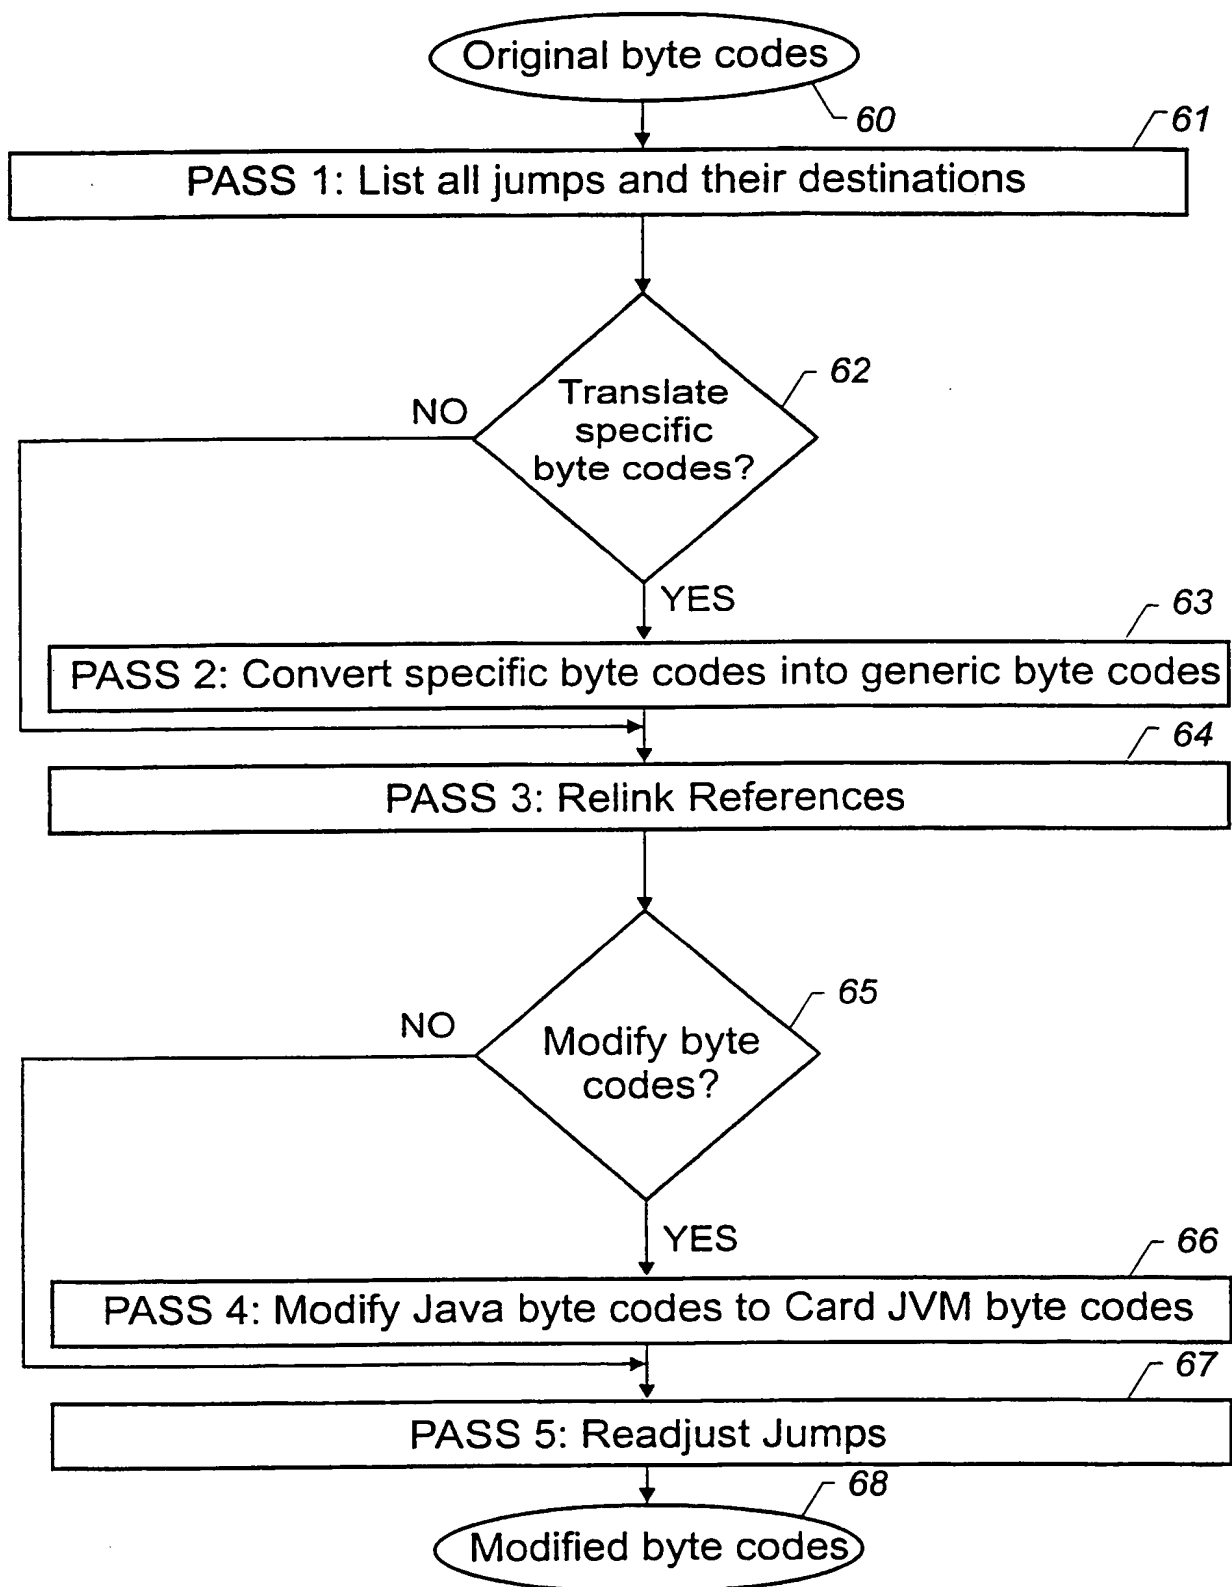 Original byte codes
60
61
PASS 1: List all jumps and their destinations
62
Translate
specific
byte codes?
NO
YES
63
PASS 2: Convert specific byte codes into generic byte codes
64
PASS 3: Relink References
65
NO
Modify byte
codes?
YES
66
PASS 4: Modify Java byte codes to Card JVM byte codes
67
PASS 5: Readjust Jumps
68
Modified byte codes